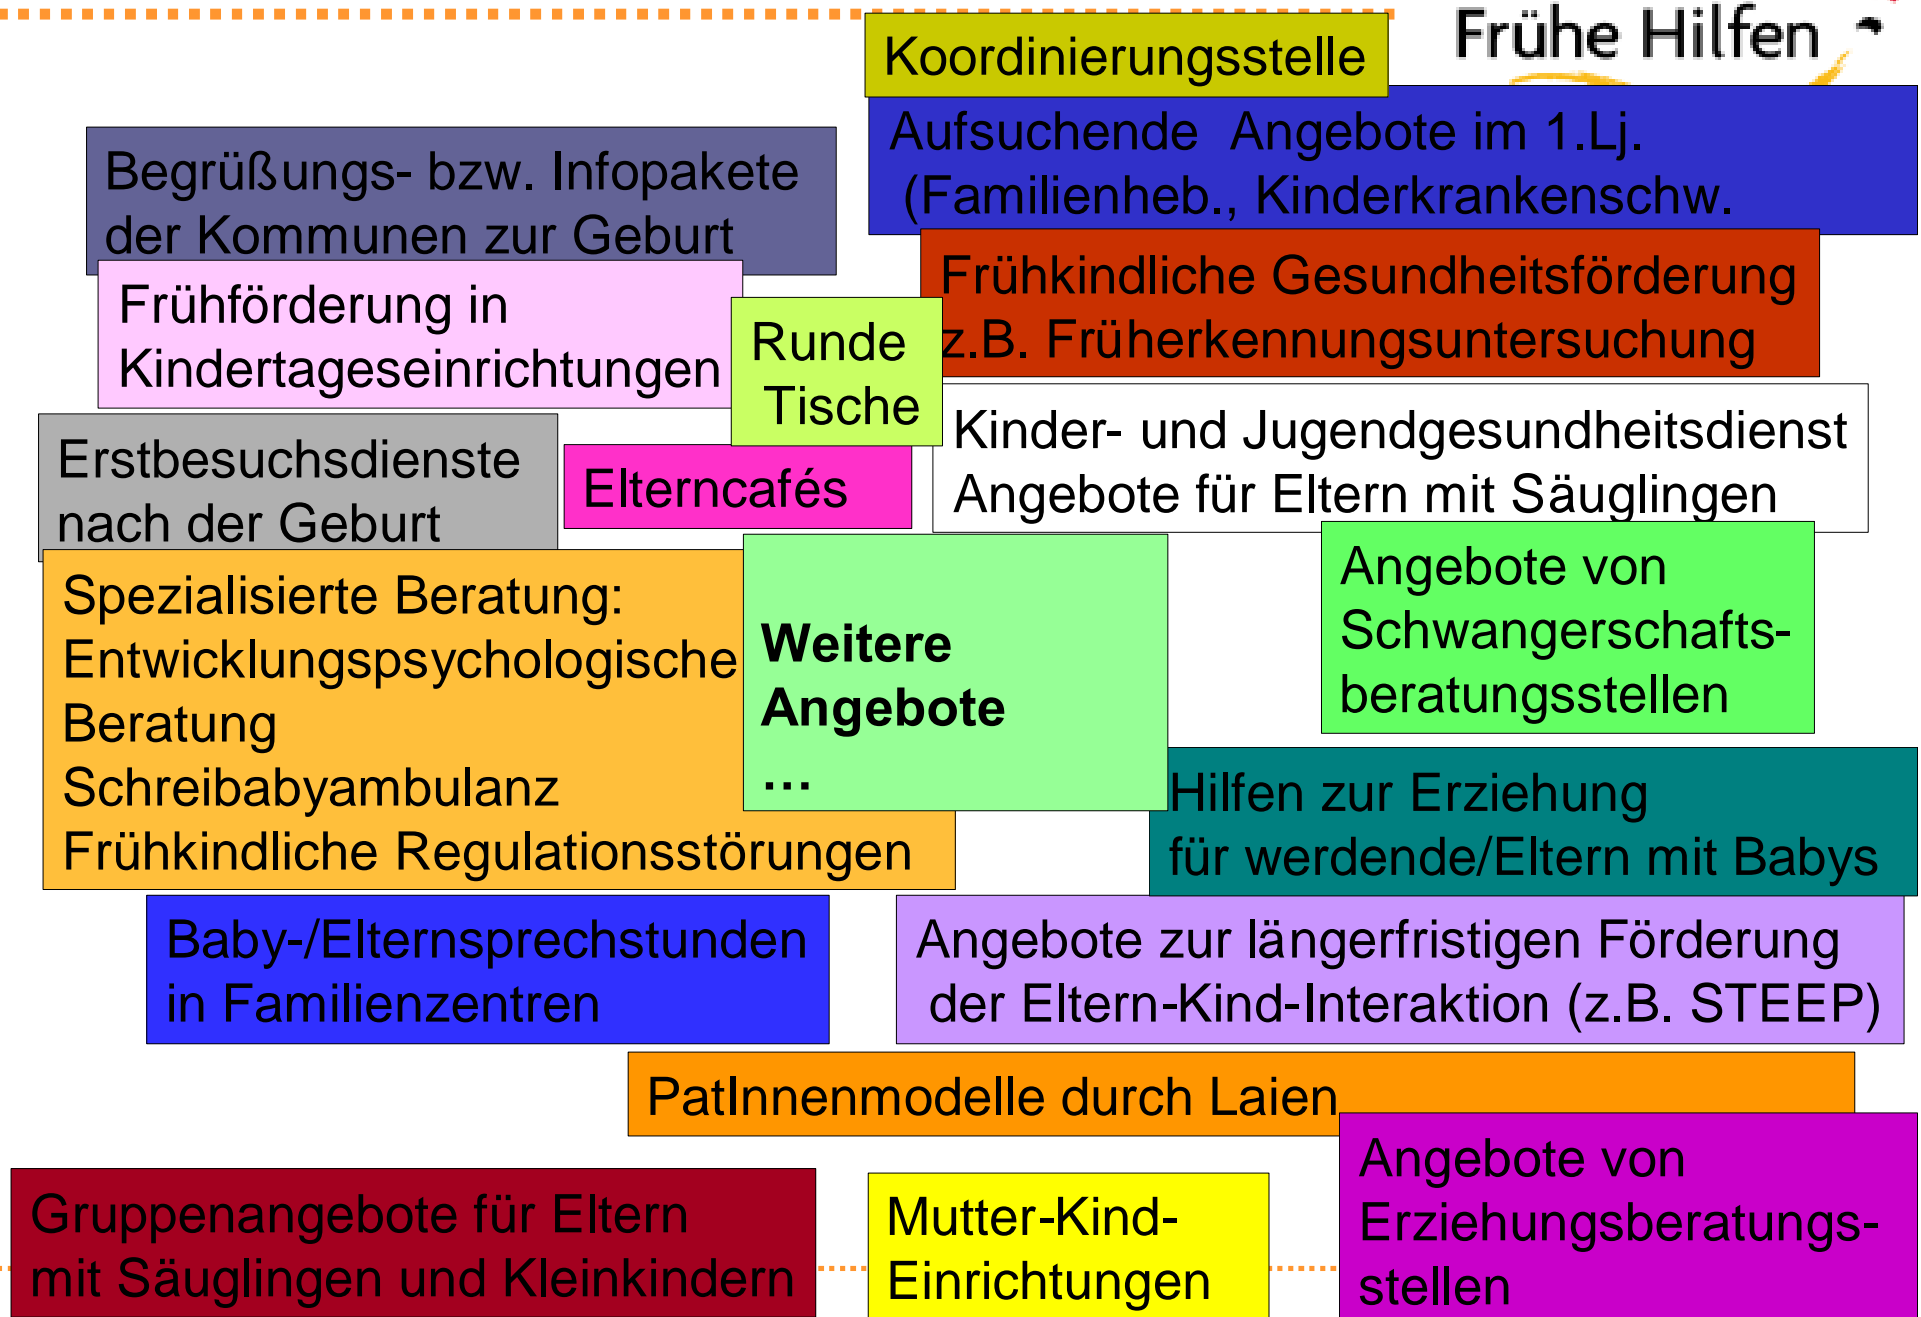 Frühe Hilfen
Koordinierungsstelle
Aufsuchende  Angebote im 1.Lj.
(Familienheb., Kinderkrankenschw.
Begrüßungs- bzw. Infopakete
der Kommunen zur Geburt
Frühkindliche Gesundheitsförderung
z.B. Früherkennungsuntersuchung
Frühförderung in
Kindertageseinrichtungen
Runde
Tische
Kinder- und Jugendgesundheitsdienst
Angebote für Eltern mit Säuglingen
Erstbesuchsdienste
nach der Geburt
Elterncafés
Angebote von
Schwangerschafts-
beratungsstellen
Spezialisierte Beratung:
Entwicklungspsychologische
Beratung
Schreibabyambulanz
Frühkindliche Regulationsstörungen
Weitere
Angebote
…
Hilfen zur Erziehung
für werdende/Eltern mit Babys
Baby-/Elternsprechstunden
in Familienzentren
Angebote zur längerfristigen Förderung
der Eltern-Kind-Interaktion (z.B. STEEP)
PatInnenmodelle durch Laien
Gruppenangebote für Eltern
mit Säuglingen und Kleinkindern
Mutter-Kind-
Einrichtungen
Angebote von
Erziehungsberatungs-
stellen